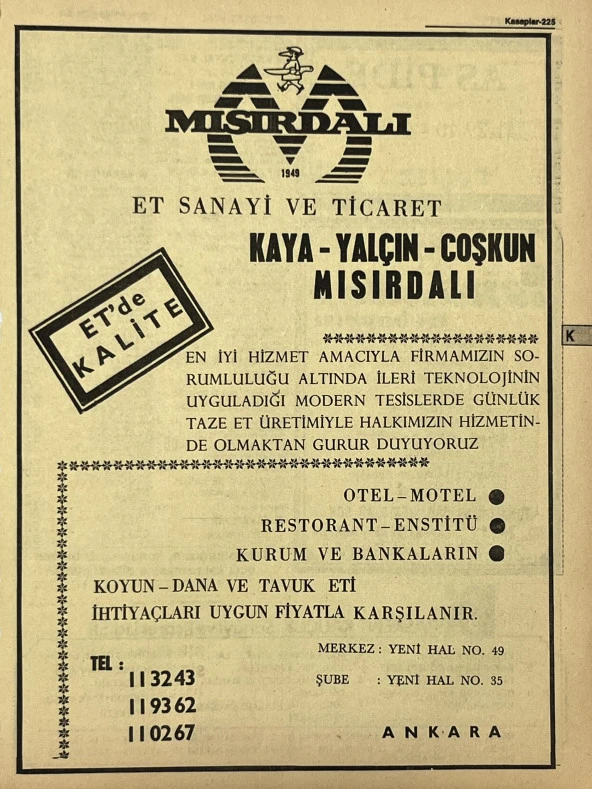 Kasaplar-225
MISIRDALI
1949
ET SANAYİ VE TİCARET
KAYA - YALÇIN - COŞKUN
MISIRDALI
ET'de
KALİTE
K
EN İYİ HİZMET AMACIYLA FİRMAMIZIN SO-
RUMLULUĞU ALTINDA İLERİ TEKNOLOJİNİN
UYGULADIĞI MODERN TESİSLERDE GÜNLÜK
TAZE ET ÜRETİMİYLE HALKIMIZIN HİZMETİN-
DE OLMAKTAN GURUR DUYUYORUZ
OTEL - MOTEL
RESTORANT - ENSTİTÜ
KURUM VE BANKALARIN
KOYUN - DANA VE TAVUK ETİ
İHTİYAÇLARI UYGUN FİYATLA KARŞILANIR.
TEL :
113243
119362
110267
MERKEZ : YENİ HAL NO. 49
ŞUBE : YENİ HAL NO. 35
ANKARA